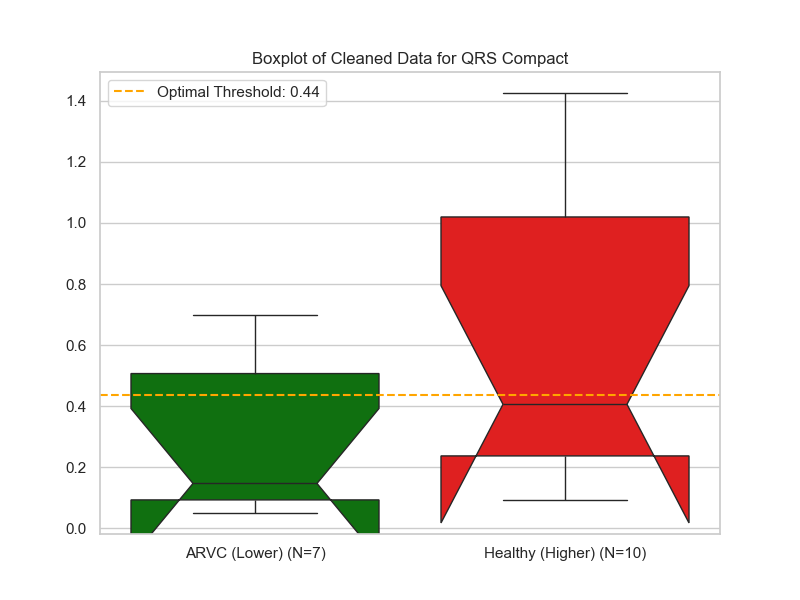 Boxplot of Cleaned Data for QRS Compact
Optimal Threshold: 0.44
1.4
1.2
1.0
0.8
0.6
0.4
0.2
0.0
ARVC (Lower) (N=7)
Healthy (Higher) (N=10)